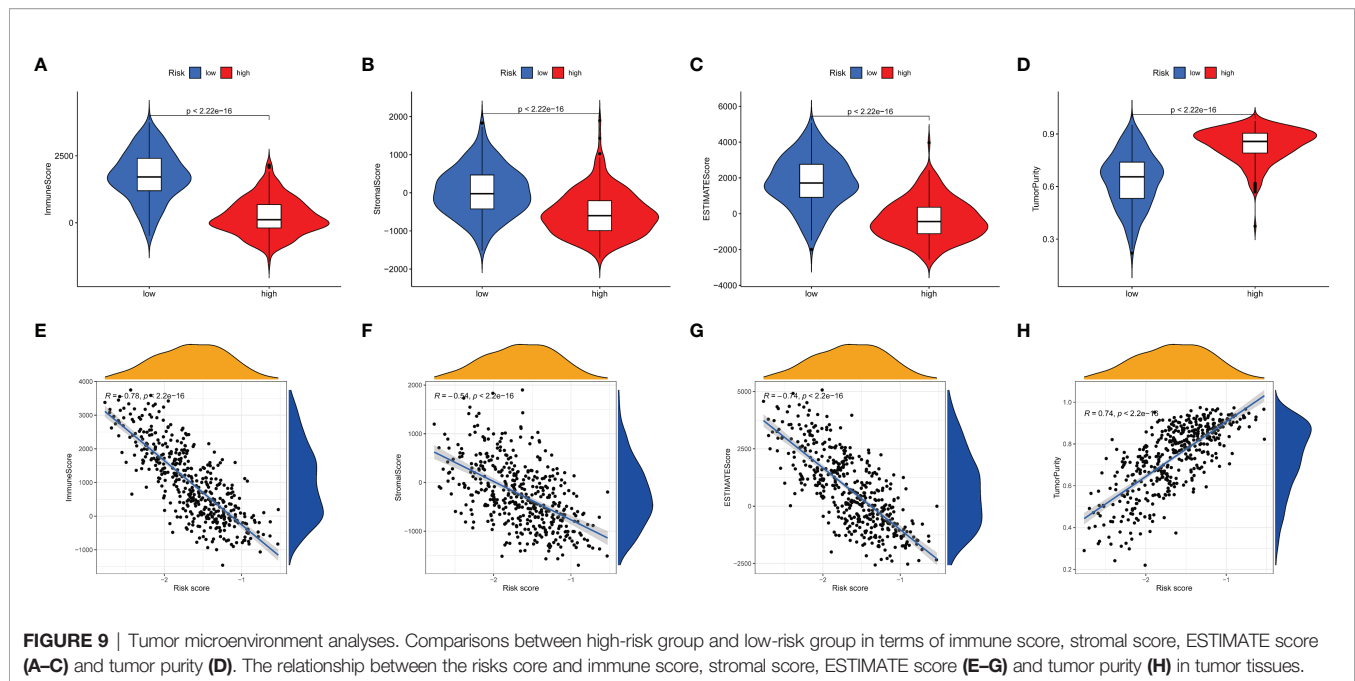 A
Risk low high
p < 2.22e−16
ImmuneScore
2500
0
low high
B
Risk low high
p < 2.22e−16
StromalScore
2000
1000
0
−1000
−2000
low high
C
Risk low high
p < 2.22e−16
ESTIMATEScore
6000
4000
2000
0
−2000
−4000
low high
D
Risk low high
p < 2.22e−16
TumorPurity
0.9
0.6
0.3
low high
E
R = −0.78, p < 2.2e−16
ImmuneScore
4000
3000
2000
1000
0
−1000
−2 −1
Risk score
F
R = −0.54, p < 2.2e−16
StromalScore
2000
1000
0
−1000
−2 −1
Risk score
G
R = −0.74, p < 2.2e−16
ESTIMATEScore
5000
2500
0
−2500
−2 −1
Risk score
H
R = 0.74, p < 2.2e−16
TumorPurity
1.0
0.8
0.6
0.4
0.2
−2 −1
Risk score
FIGURE 9 | Tumor microenvironment analyses. Comparisons between high-risk group and low-risk group in terms of immune score, stromal score, ESTIMATE score
(A–C) and tumor purity (D). The relationship between the risks core and immune score, stromal score, ESTIMATE score (E–G) and tumor purity (H) in tumor tissues.